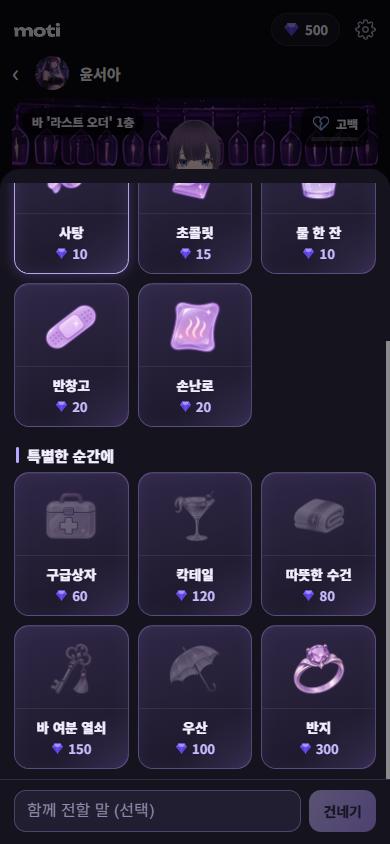 moti
500
윤서아
바 '라스트 오더' 1층
고백
사탕
10
초콜릿
15
물 한 잔
10
반창고
20
손난로
20
특별한 순간에
구급상자
60
칵테일
120
따뜻한 수건
80
바 여분 열쇠
150
우산
100
반지
300
함께 전할 말 (선택)
건네기